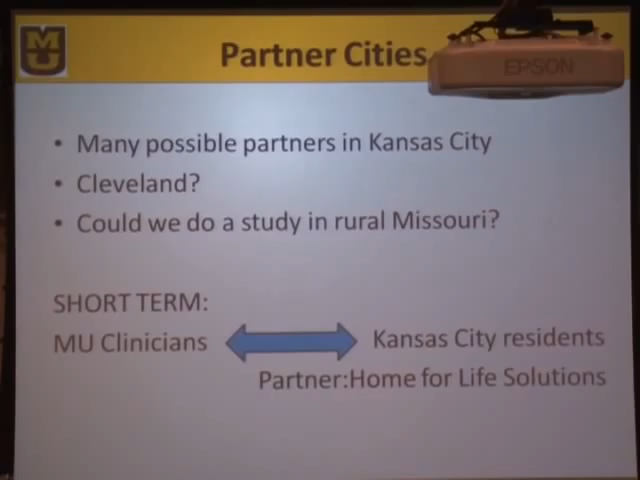 MU
Partner Cities
EPSON
• Many possible partners in Kansas City
• Cleveland?
• Could we do a study in rural Missouri?
SHORT TERM:
MU Clinicians Kansas City residents
Partner:Home for Life Solutions